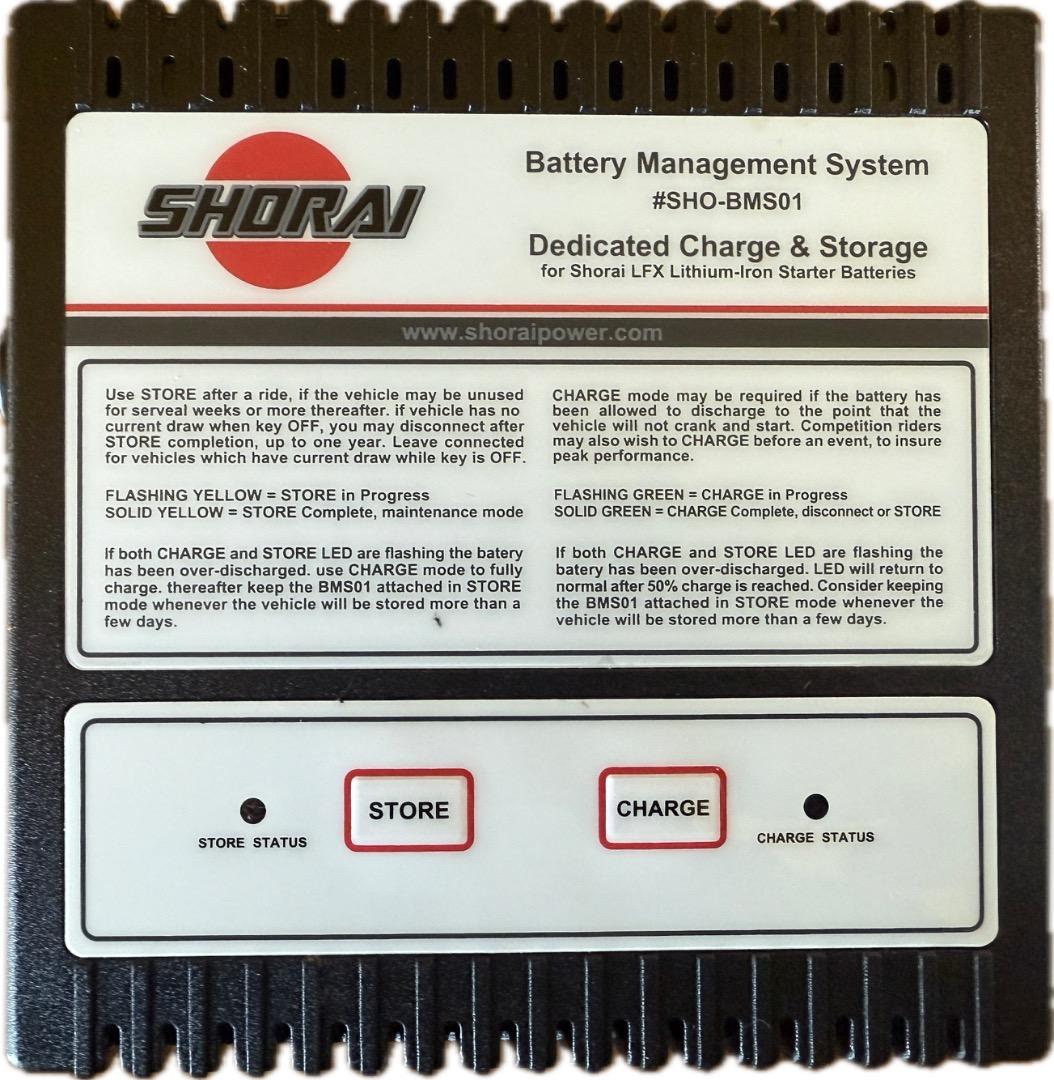 SHORAI
Battery Management System
#SHO-BMS01
Dedicated Charge & Storage
for Shorai LFX Lithium-Iron Starter Batteries
www.shoraipower.com
Use STORE after a ride, if the vehicle may be unused
for serveal weeks or more thereafter. if vehicle has no
current draw when key OFF, you may disconnect after
STORE completion, up to one year. Leave connected
for vehicles which have current draw while key is OFF.
FLASHING YELLOW = STORE in Progress
SOLID YELLOW = STORE Complete, maintenance mode
If both CHARGE and STORE LED are flashing the batery
has been over-discharged. use CHARGE mode to fully
charge. thereafter keep the BMS01 attached in STORE
mode whenever the vehicle will be stored more than a
few days.
CHARGE mode may be required if the battery has
been allowed to discharge to the point that the
vehicle will not crank and start. Competition riders
may also wish to CHARGE before an event, to insure
peak performance.
FLASHING GREEN = CHARGE in Progress
SOLID GREEN = CHARGE Complete, disconnect or STORE
If both CHARGE and STORE LED are flashing the
batery has been over-discharged. LED will return to
normal after 50% charge is reached. Consider keeping
the BMS01 attached in STORE mode whenever the
vehicle will be stored more than a few days.
STORE STATUS
STORE
CHARGE
CHARGE STATUS